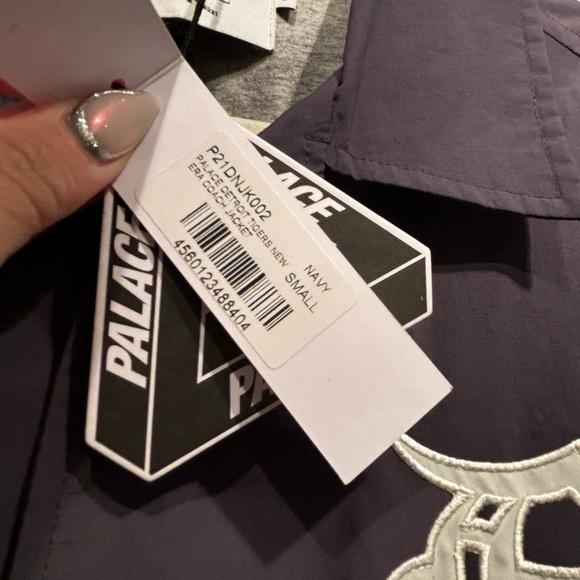 P21DNJK002
PALACE DETROIT TIGERS NEW
ERA COACH JACKET
NAVY
SMALL
4560123488404
PALACE
PALACE
PA